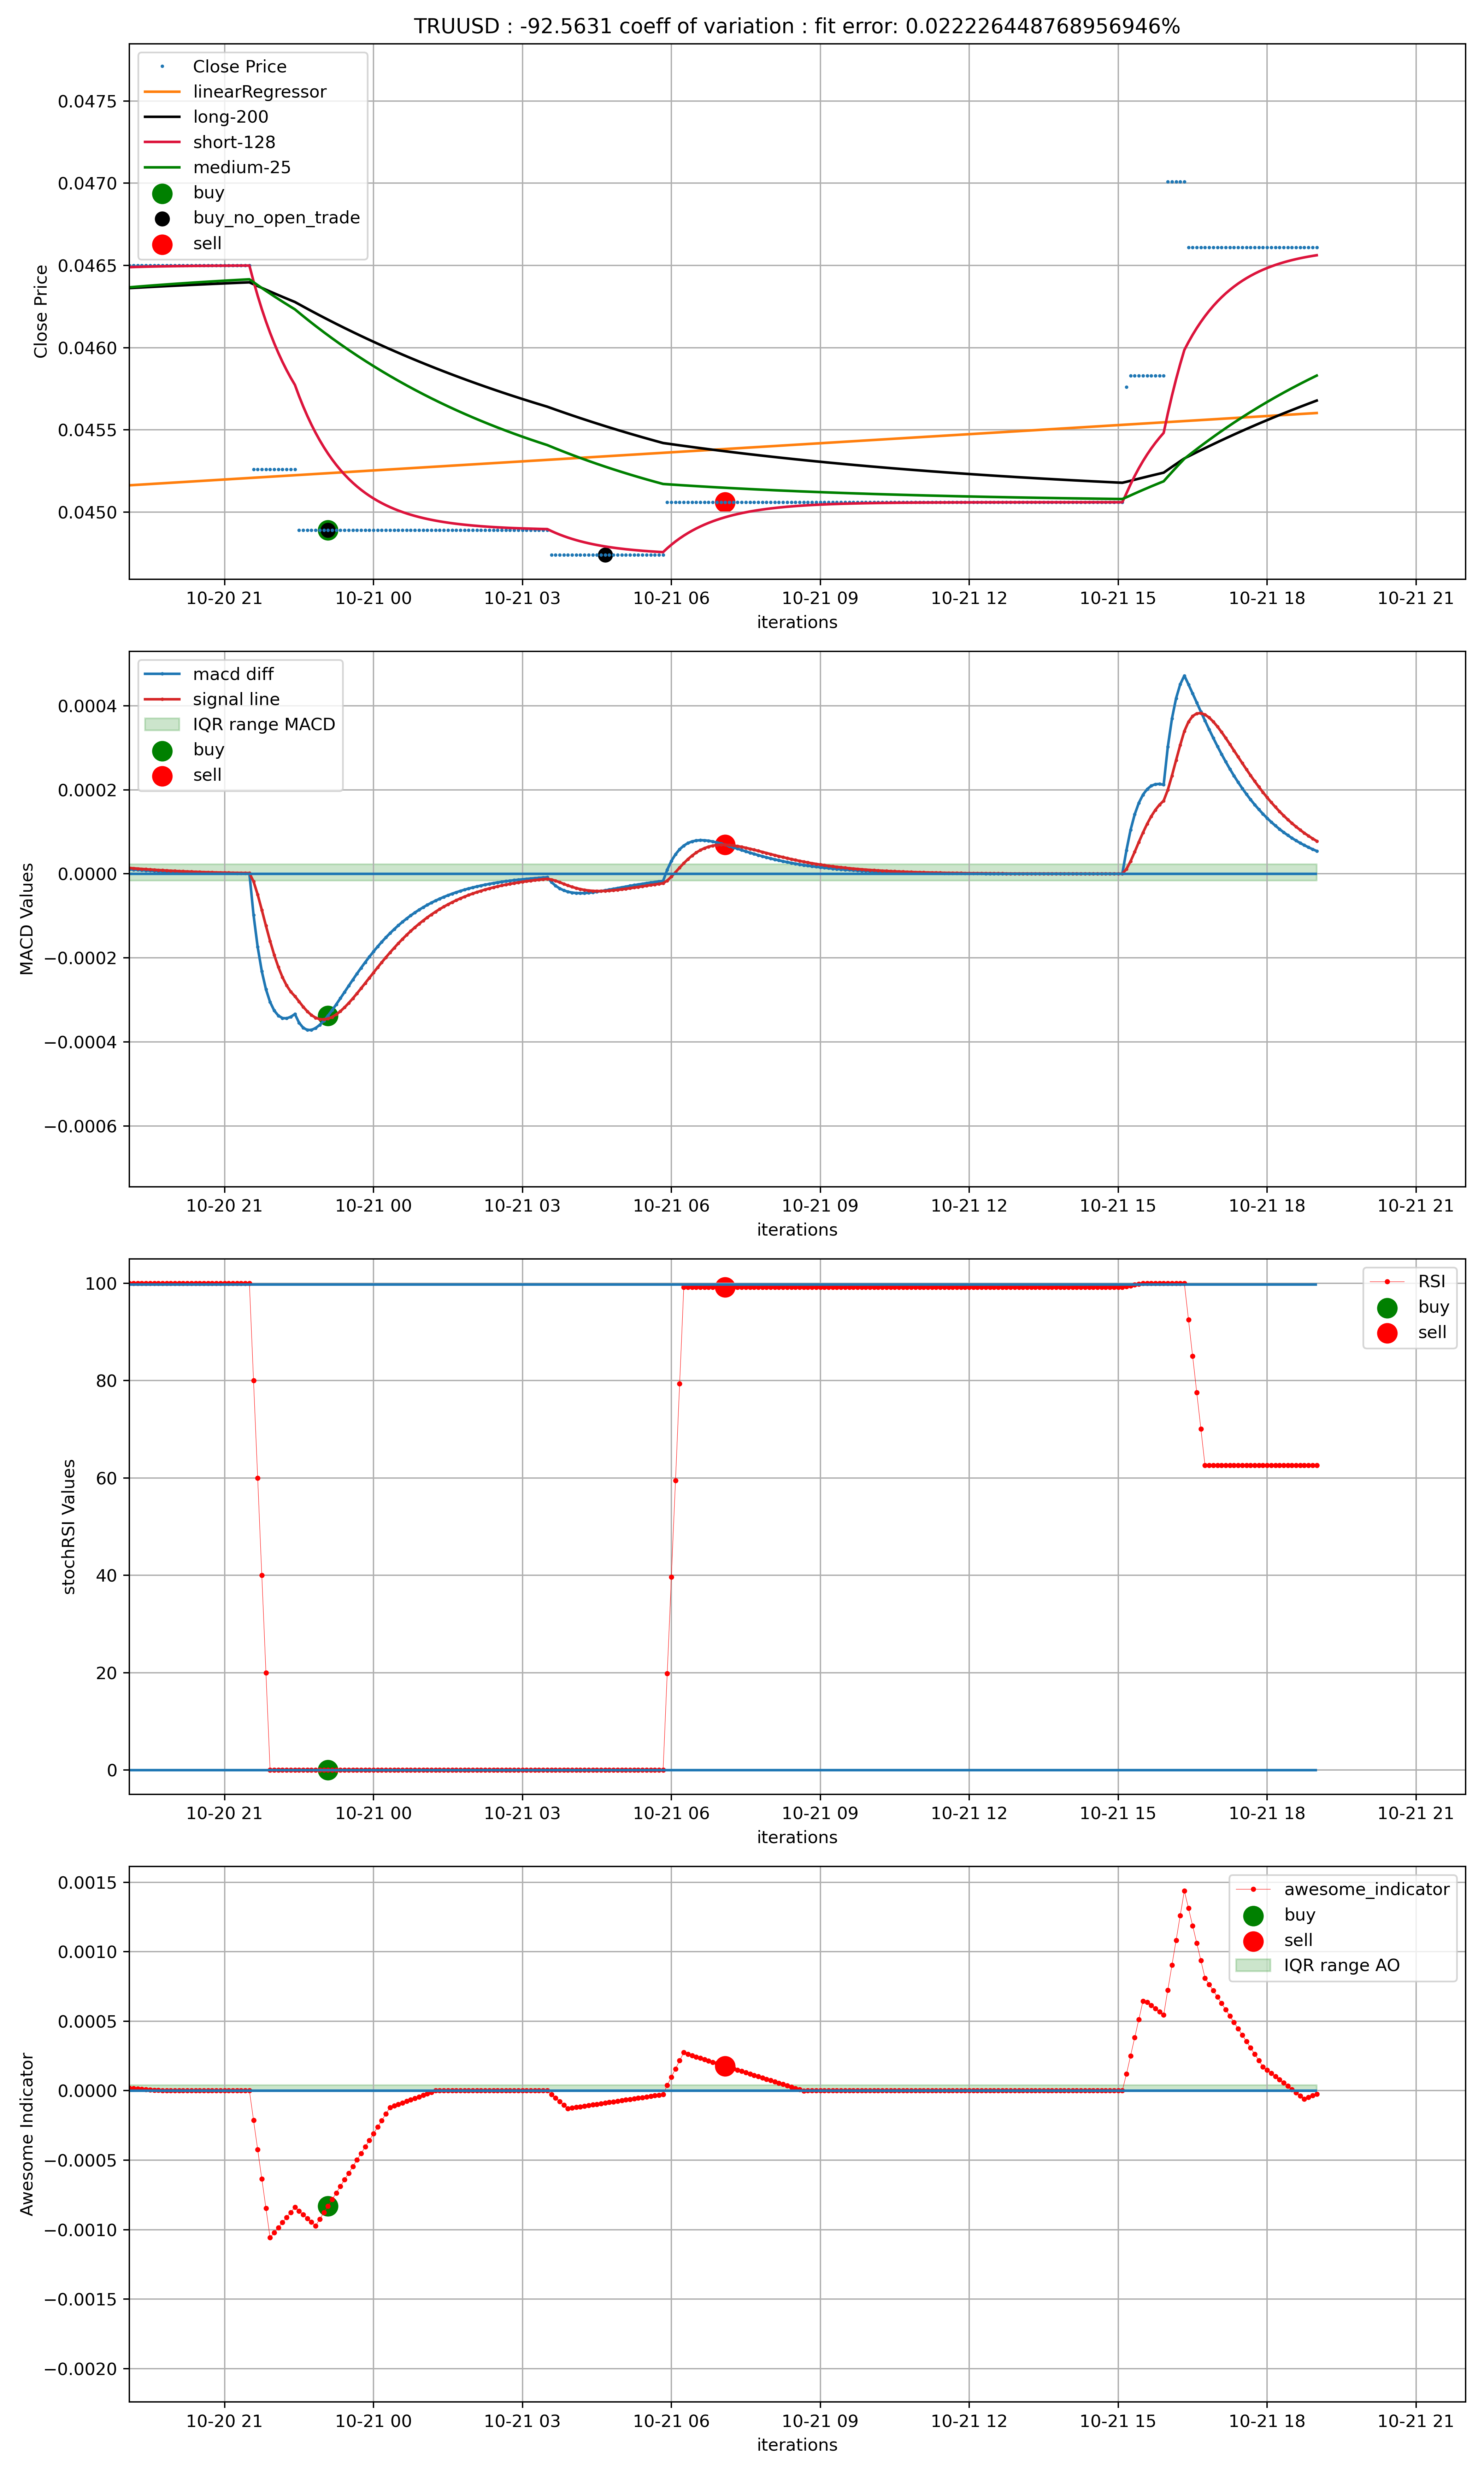 TRUUSD : -92.5631 coeff of variation : fit error: 0.022226448768956946%
Close Price
linearRegressor
long-200
short-128
medium-25
buy
buy_no_open_trade
sell
0.0475
0.0470
0.0465
0.0460
0.0455
0.0450
Close Price
10-20 21 10-21 00 10-21 03 10-21 06 10-21 09 10-21 12 10-21 15 10-21 18 10-21 21
iterations
macd diff
signal line
IQR range MACD
buy
sell
0.0004
0.0002
0.0000
−0.0002
−0.0004
−0.0006
MACD Values
10-20 21 10-21 00 10-21 03 10-21 06 10-21 09 10-21 12 10-21 15 10-21 18 10-21 21
iterations
RSI
buy
sell
100
80
60
40
20
0
stochRSI Values
10-20 21 10-21 00 10-21 03 10-21 06 10-21 09 10-21 12 10-21 15 10-21 18 10-21 21
iterations
awesome_indicator
buy
sell
IQR range AO
0.0015
0.0010
0.0005
0.0000
−0.0005
−0.0010
−0.0015
−0.0020
Awesome Indicator
10-20 21 10-21 00 10-21 03 10-21 06 10-21 09 10-21 12 10-21 15 10-21 18 10-21 21
iterations